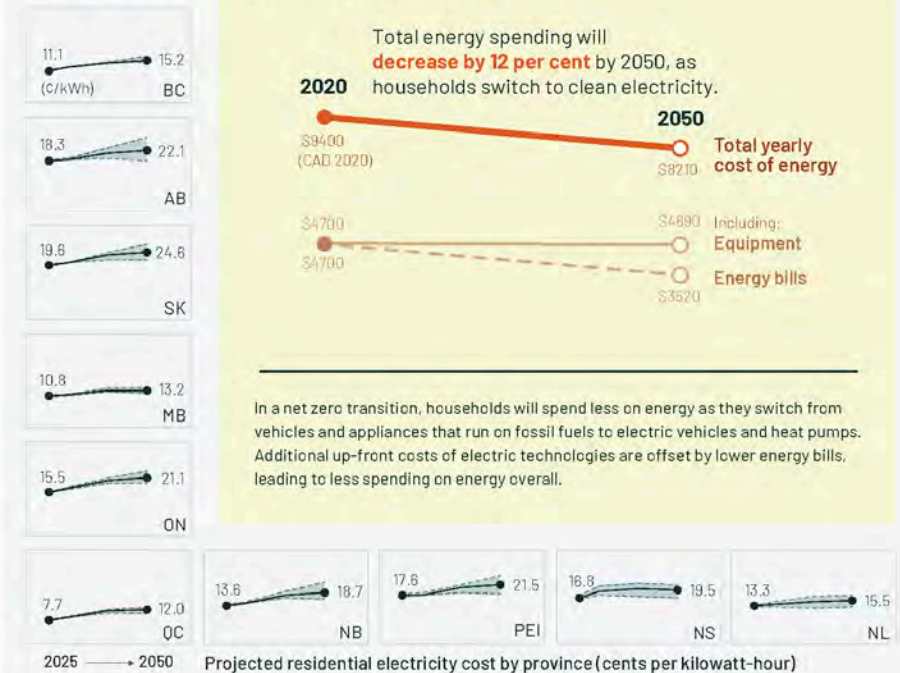 Total energy spending will
decrease by 12 per cent by 2050, as
households switch to clean electricity.
2020
2050
$9400
(CAD 2020)
$8210
Total yearly
cost of energy
$4700
$4700
$4690
Including:
Equipment
Energy bills
$3520
In a net zero transition, households will spend less on energy as they switch from
vehicles and appliances that run on fossil fuels to electric vehicles and heat pumps.
Additional up-front costs of electric technologies are offset by lower energy bills,
leading to less spending on energy overall.
11.1
15.2
(C/kWh)
BC
18.3
22.1
AB
19.6
24.6
SK
10.8
13.2
MB
15.5
21.1
ON
7.7
12.0
QC
13.6
18.7
NB
17.6
21.5
PEI
16.8
19.5
NS
13.3
15.5
NL
2025 → 2050
Projected residential electricity cost by province (cents per kilowatt-hour)